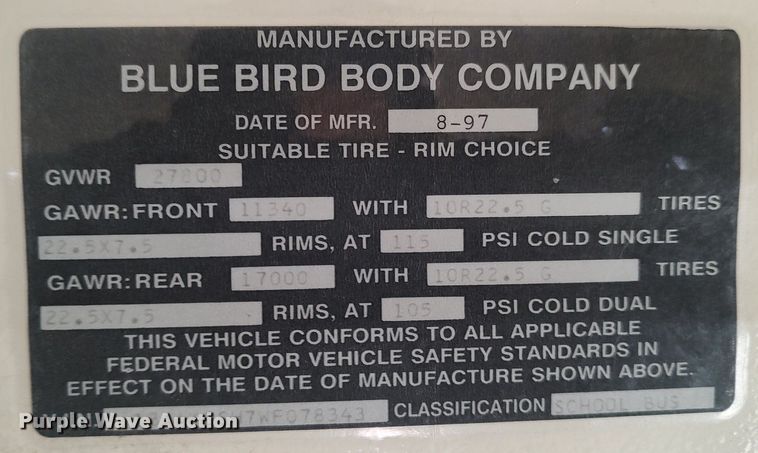 MANUFACTURED BY
BLUE BIRD BODY COMPANY
DATE OF MFR. 8-97
SUITABLE TIRE - RIM CHOICE
GVWR 27800
GAWR: FRONT 11340 WITH 10R22.5 G TIRES
22.5X7.5 RIMS, AT 115 PSI COLD SINGLE
GAWR: REAR 17000 WITH 10R22.5 G TIRES
22.5X7.5 RIMS, AT 105 PSI COLD DUAL
THIS VEHICLE CONFORMS TO ALL APPLICABLE
FEDERAL MOTOR VEHICLE SAFETY STANDARDS IN
EFFECT ON THE DATE OF MANUFACTURE SHOWN ABOVE.
CLASSIFICATION SCHOOL BUS
Purple Wave Auction